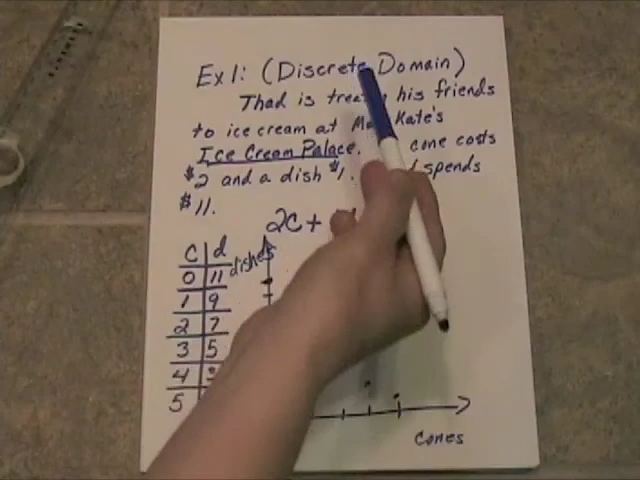 Ex 1: (Discrete Domain)
Thad is his friends
to ice cream at Kate's
Ice Cream Palace. cone costs
$2 and a dish $1. spends
$11.
2c +
c d
dishes
0 11
1 9
2 7
3 5
4
5
cones